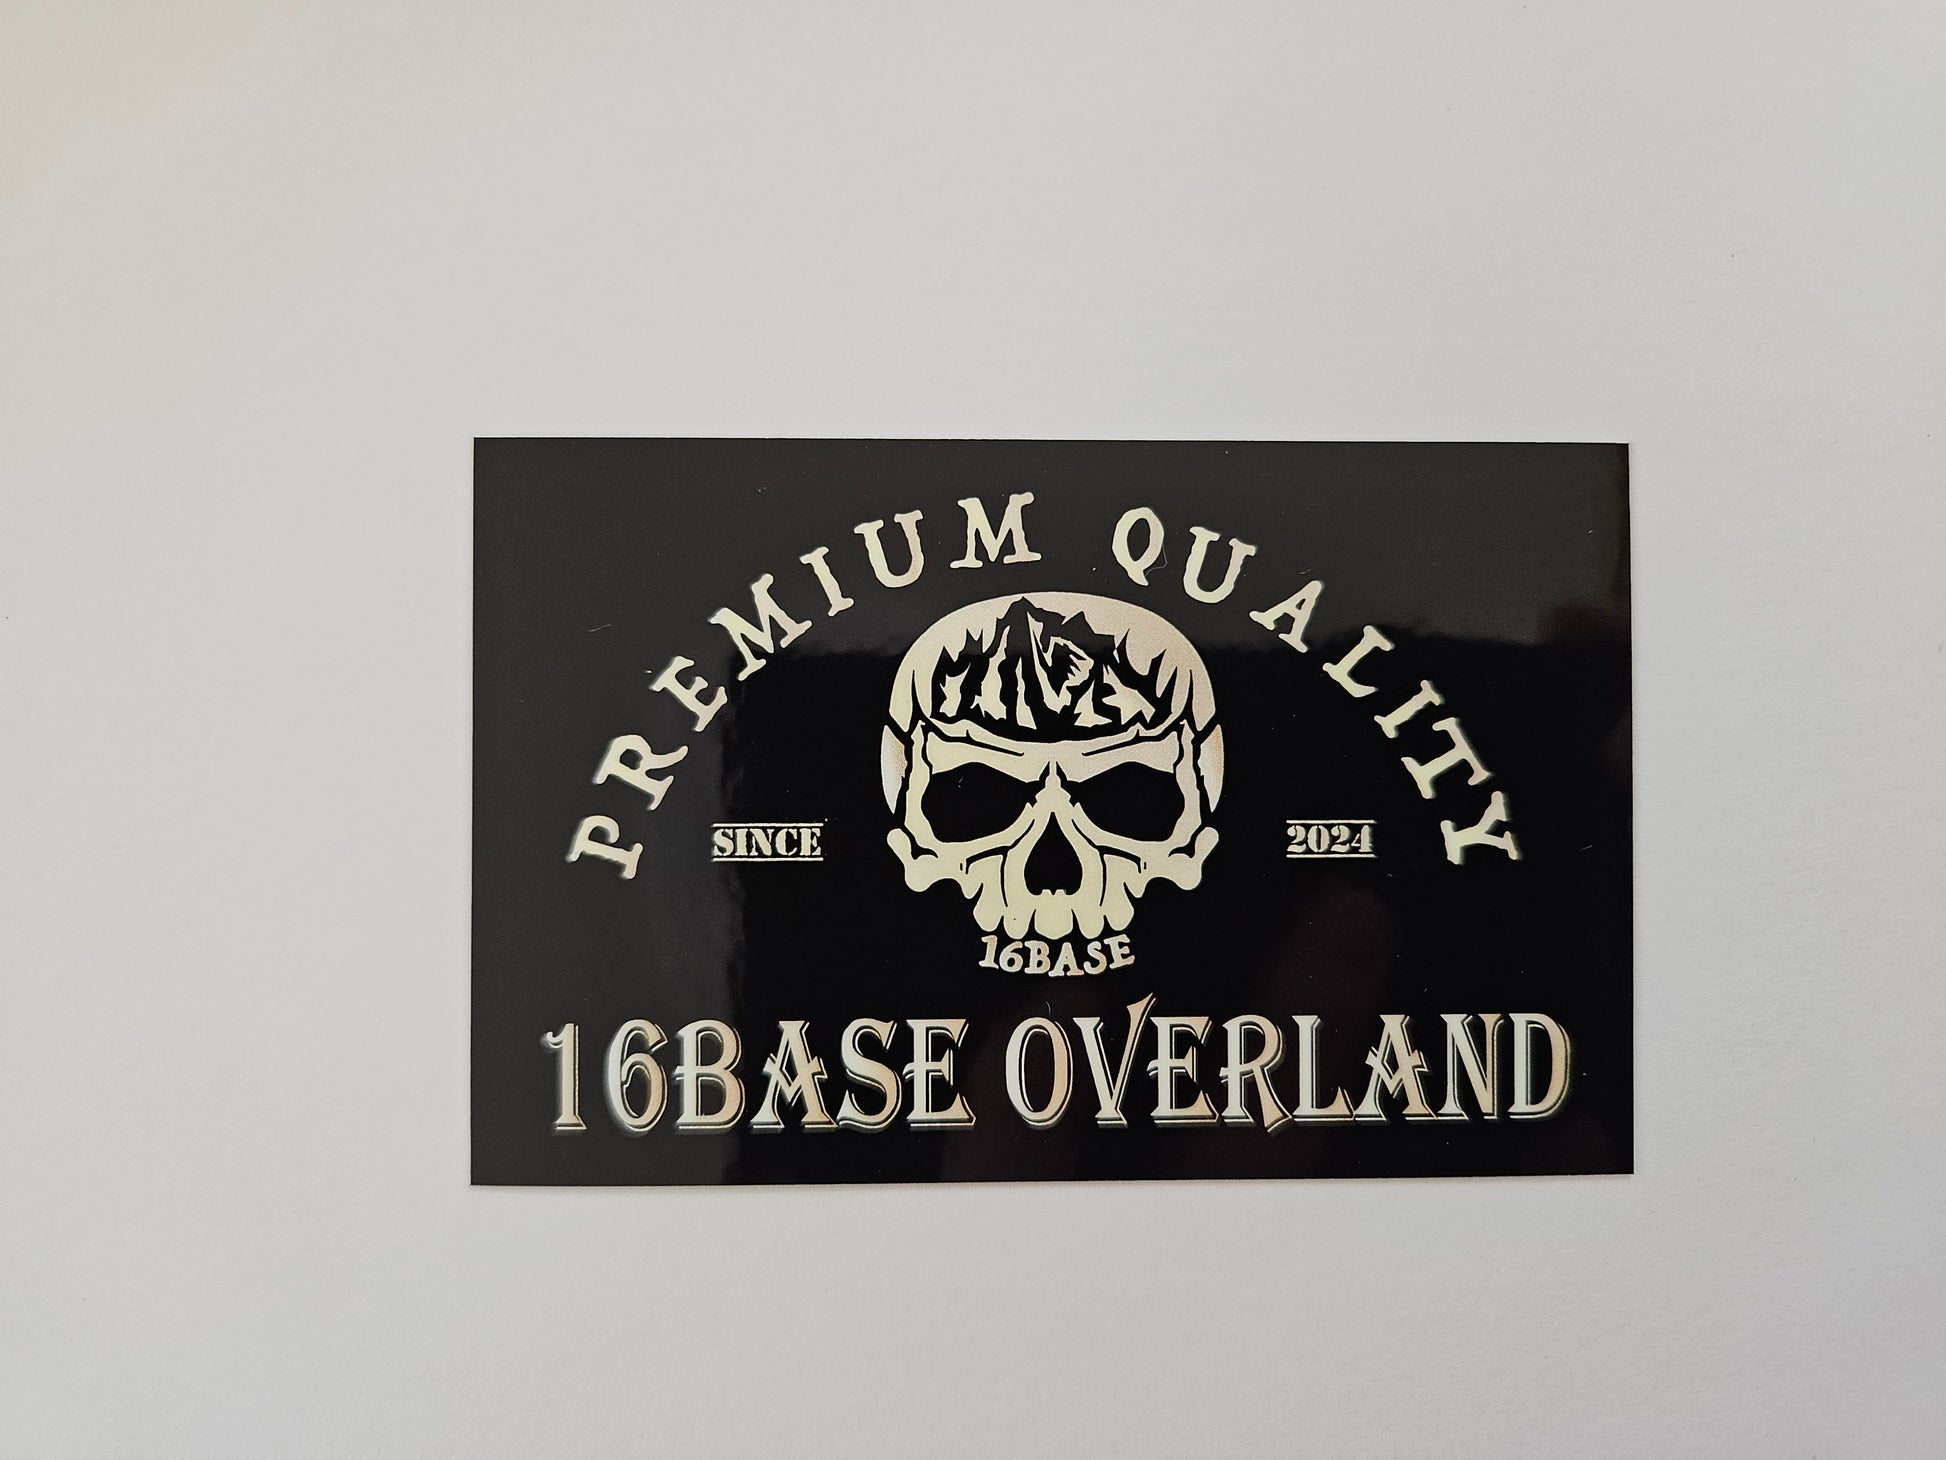 PREMIUM QUALITY
SINCE 2024
16BASE
16BASE OVERLAND